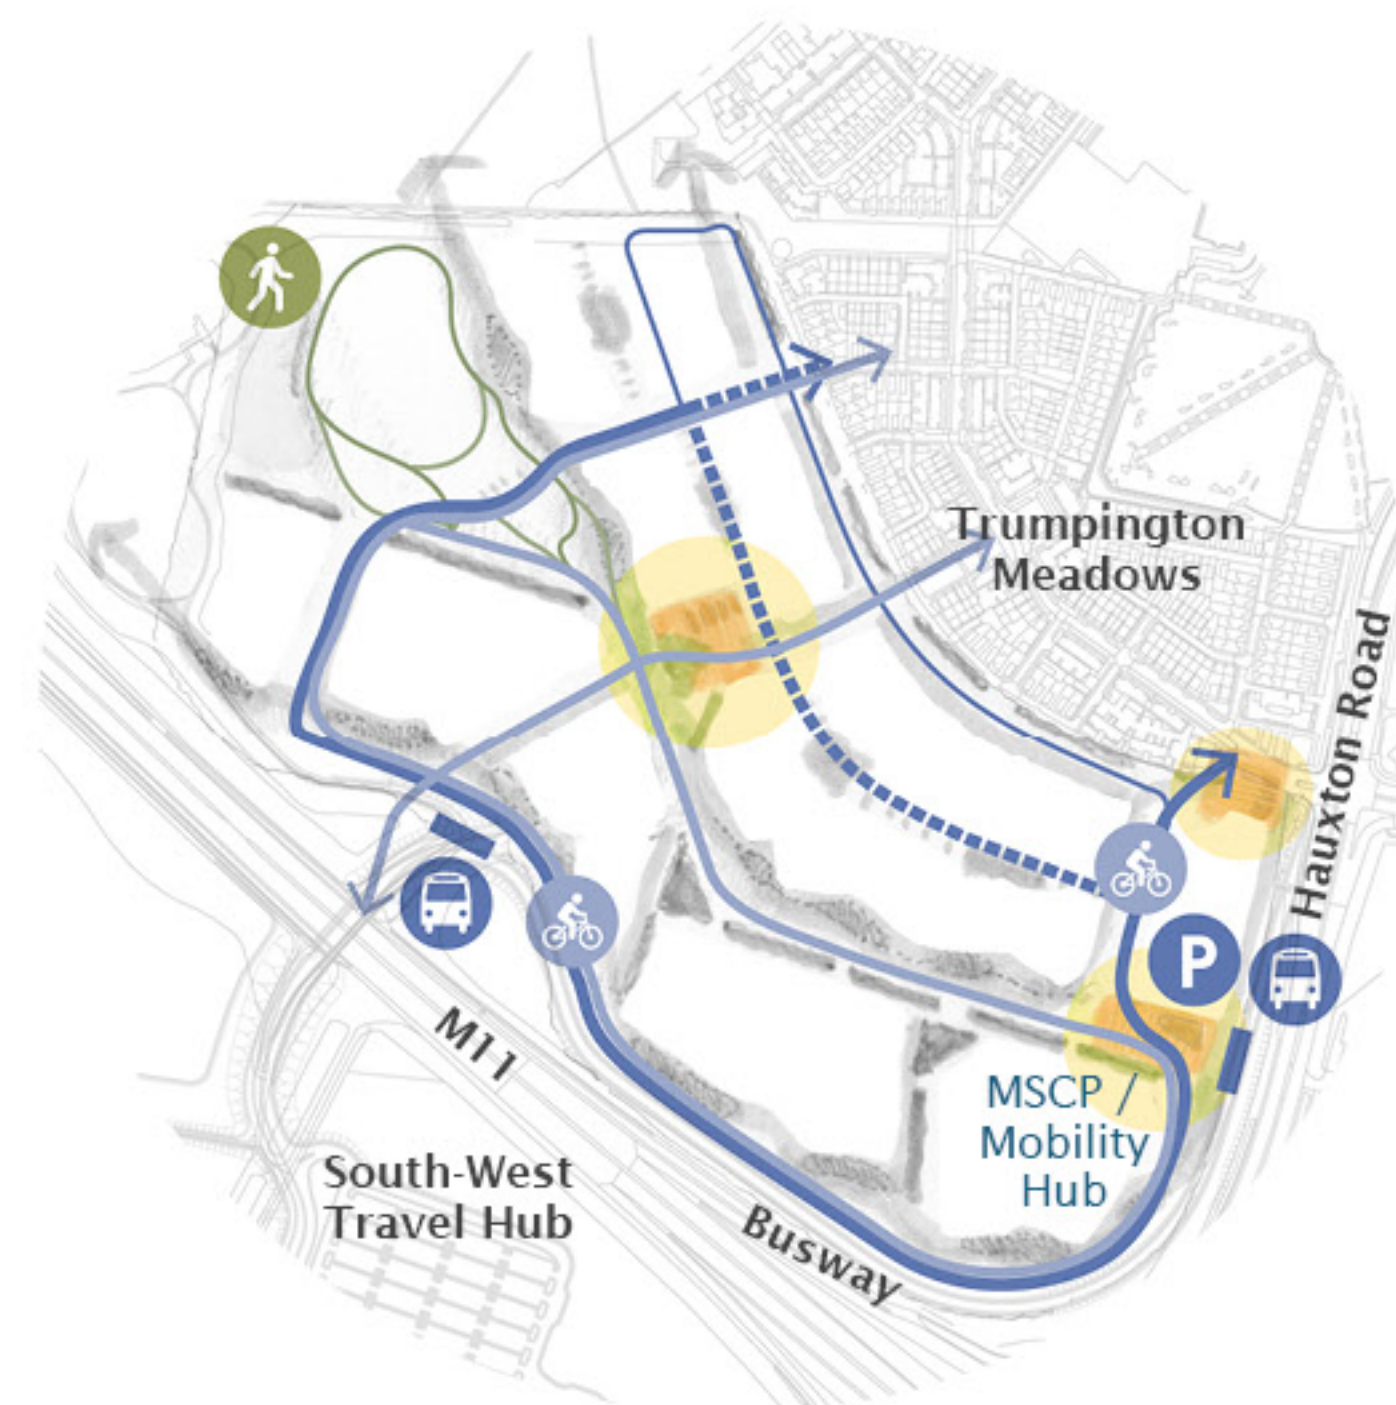 Trumpington
Meadows
Hauxton Road
P
M11
MSCP /
Mobility
Hub
South-West
Travel Hub
Busway